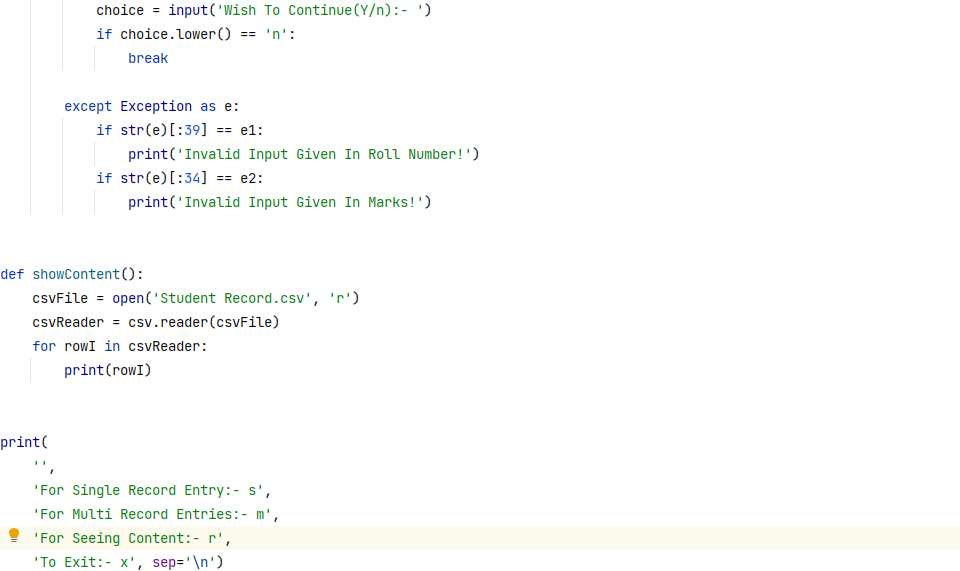 choice = input('Wish To Continue(Y/n):- ')
            if choice.lower() == 'n':
                break

        except Exception as e:
            if str(e)[:39] == e1:
                print('Invalid Input Given In Roll Number!')
            if str(e)[:34] == e2:
                print('Invalid Input Given In Marks!')


def showContent():
    csvFile = open('Student Record.csv', 'r')
    csvReader = csv.reader(csvFile)
    for rowI in csvReader:
        print(rowI)


print(
    '',
    'For Single Record Entry:- s',
    'For Multi Record Entries:- m',
    'For Seeing Content:- r',
    'To Exit:- x', sep='\n')